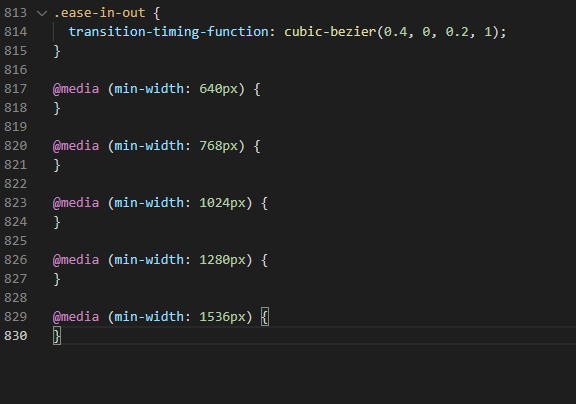 813 .ease-in-out {
814 transition-timing-function: cubic-bezier(0.4, 0, 0.2, 1);
815 }
816
817 @media (min-width: 640px) {
818 }
819
820 @media (min-width: 768px) {
821 }
822
823 @media (min-width: 1024px) {
824 }
825
826 @media (min-width: 1280px) {
827 }
828
829 @media (min-width: 1536px) {
830 }